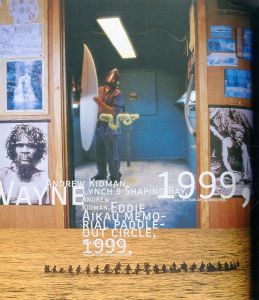 ANDREW KIDMAN,
WAYNE LYNCH'S SHAPING BAY,
1999,
ANDREW
KIDMAN, EDDIE
AIKAU MEMO-
RIAL PADDLE-
OUT CIRCLE,
1999,